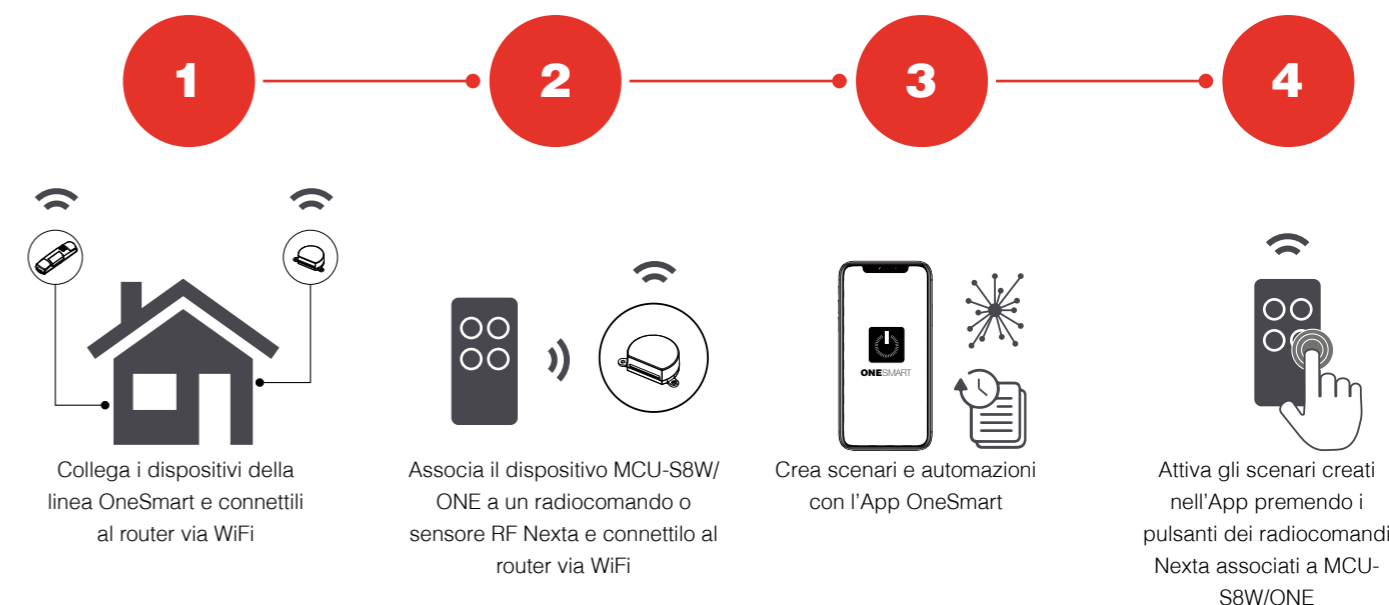 1
2
3
4
ONESMART
Collega i dispositivi della
linea OneSmart e connettili
al router via WiFi
Associa il dispositivo MCU-S8W/
ONE a un radiocomando o
sensore RF Nexta e connettilo al
router via WiFi
Crea scenari e automazioni
con l'App OneSmart
Attiva gli scenari creati
nell'App premendo i
pulsanti dei radiocomandi
Nexta associati a MCU-
S8W/ONE